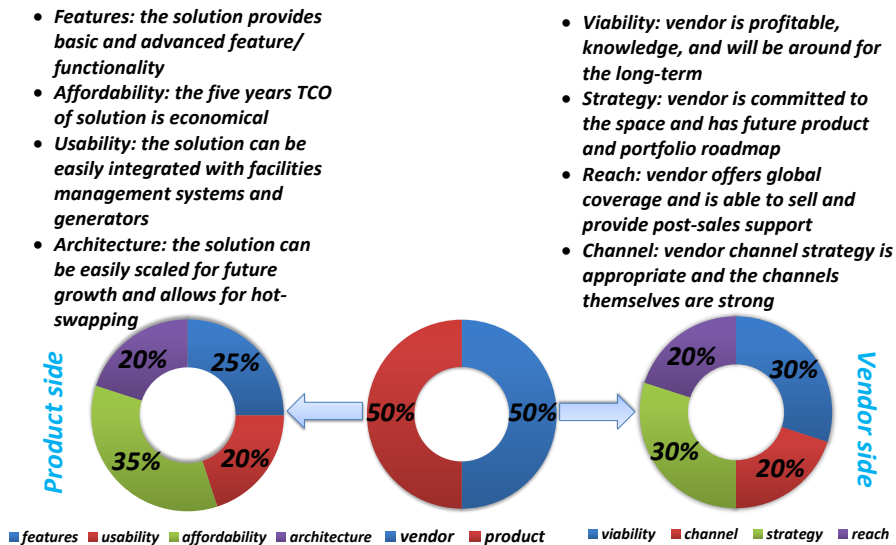 • Features: the solution provides
basic and advanced feature/
functionality
• Affordability: the five years TCO
of solution is economical
• Usability: the solution can be
easily integrated with facilities
management systems and
generators
• Architecture: the solution can
be easily scaled for future
growth and allows for hot-
swapping
• Viability: vendor is profitable,
knowledge, and will be around for
the long-term
• Strategy: vendor is committed to
the space and has future product
and portfolio roadmap
• Reach: vendor offers global
coverage and is able to sell and
provide post-sales support
• Channel: vendor channel strategy is
appropriate and the channels
themselves are strong
Product side
20%
25%
35%
20%
50%
50%
20%
30%
30%
20%
Vendor side
features usability affordability architecture
vendor product
viability channel strategy reach